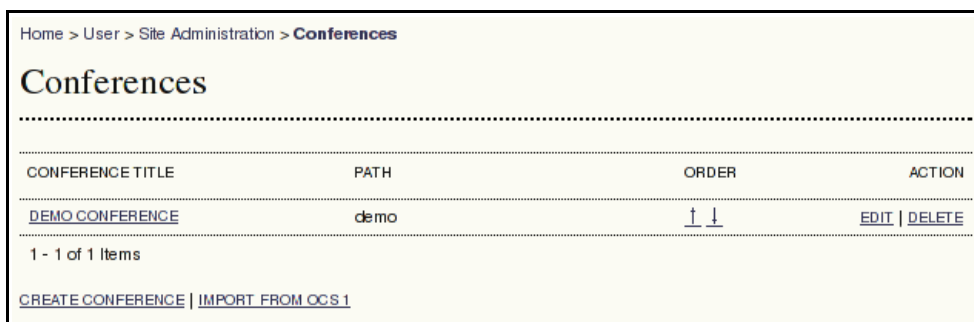 Home > User > Site Administration > Conferences
Conferences
CONFERENCE TITLE PATH ORDER ACTION
DEMO CONFERENCE demo ↑ ↓ EDIT | DELETE
1 - 1 of 1 Items
CREATE CONFERENCE | IMPORT FROM OCS 1